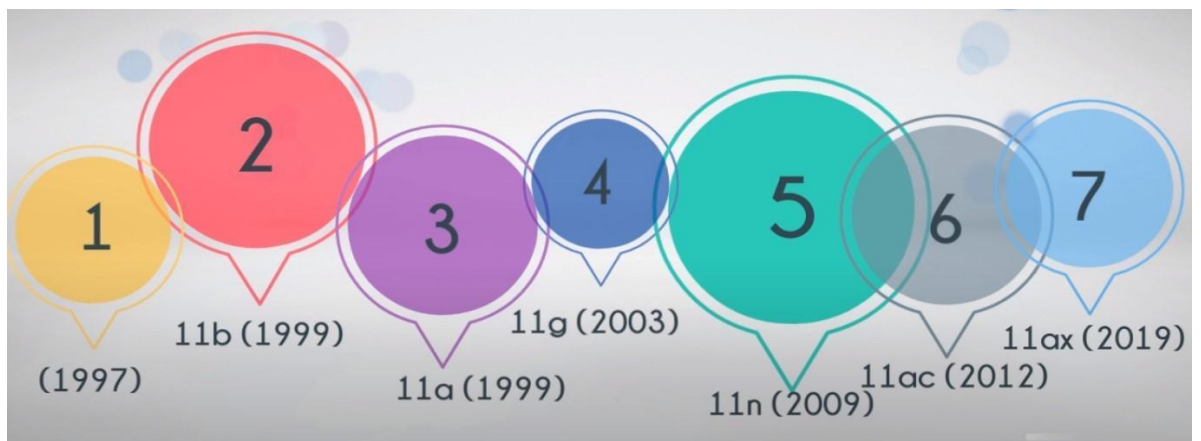 1
(1997)
2
11b (1999)
3
11a (1999)
4
11g (2003)
5
11n (2009)
6
11ac (2012)
7
11ax (2019)